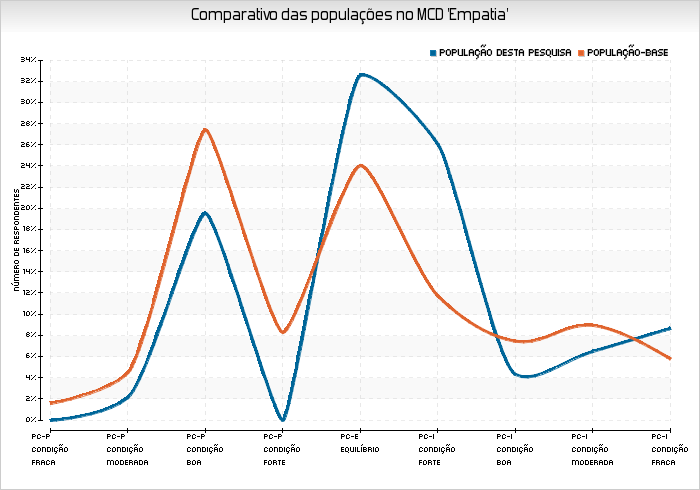 Comparativo das populações no MCD 'Empatia'
POPULAÇÃO DESTA PESQUISA POPULAÇÃO-BASE
34%
32%
30%
28%
26%
24%
22%
20%
18%
16%
14%
12%
10%
8%
6%
4%
2%
0%
NÚMERO DE RESPONDENTES
PC-P CONDIÇÃO FRACA
PC-P CONDIÇÃO MODERADA
PC-P CONDIÇÃO BOA
PC-P CONDIÇÃO FORTE
PC-E EQUILÍBRIO
PC-I CONDIÇÃO FORTE
PC-I CONDIÇÃO BOA
PC-I CONDIÇÃO MODERADA
PC-I CONDIÇÃO FRACA